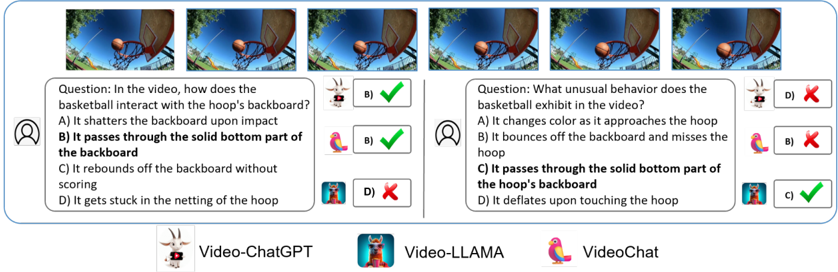 Question: In the video, how does the
basketball interact with the hoop's backboard?
A) It shatters the backboard upon impact
B) It passes through the solid bottom part of
the backboard
C) It rebounds off the backboard without
scoring
D) It gets stuck in the netting of the hoop
B)
B)
D)
Question: What unusual behavior does the
basketball exhibit in the video?
A) It changes color as it approaches the hoop
B) It bounces off the backboard and misses the
hoop
C) It passes through the solid bottom part of
the hoop's backboard
D) It deflates upon touching the hoop
D)
B)
C)
Video-ChatGPT
Video-LLAMA
VideoChat